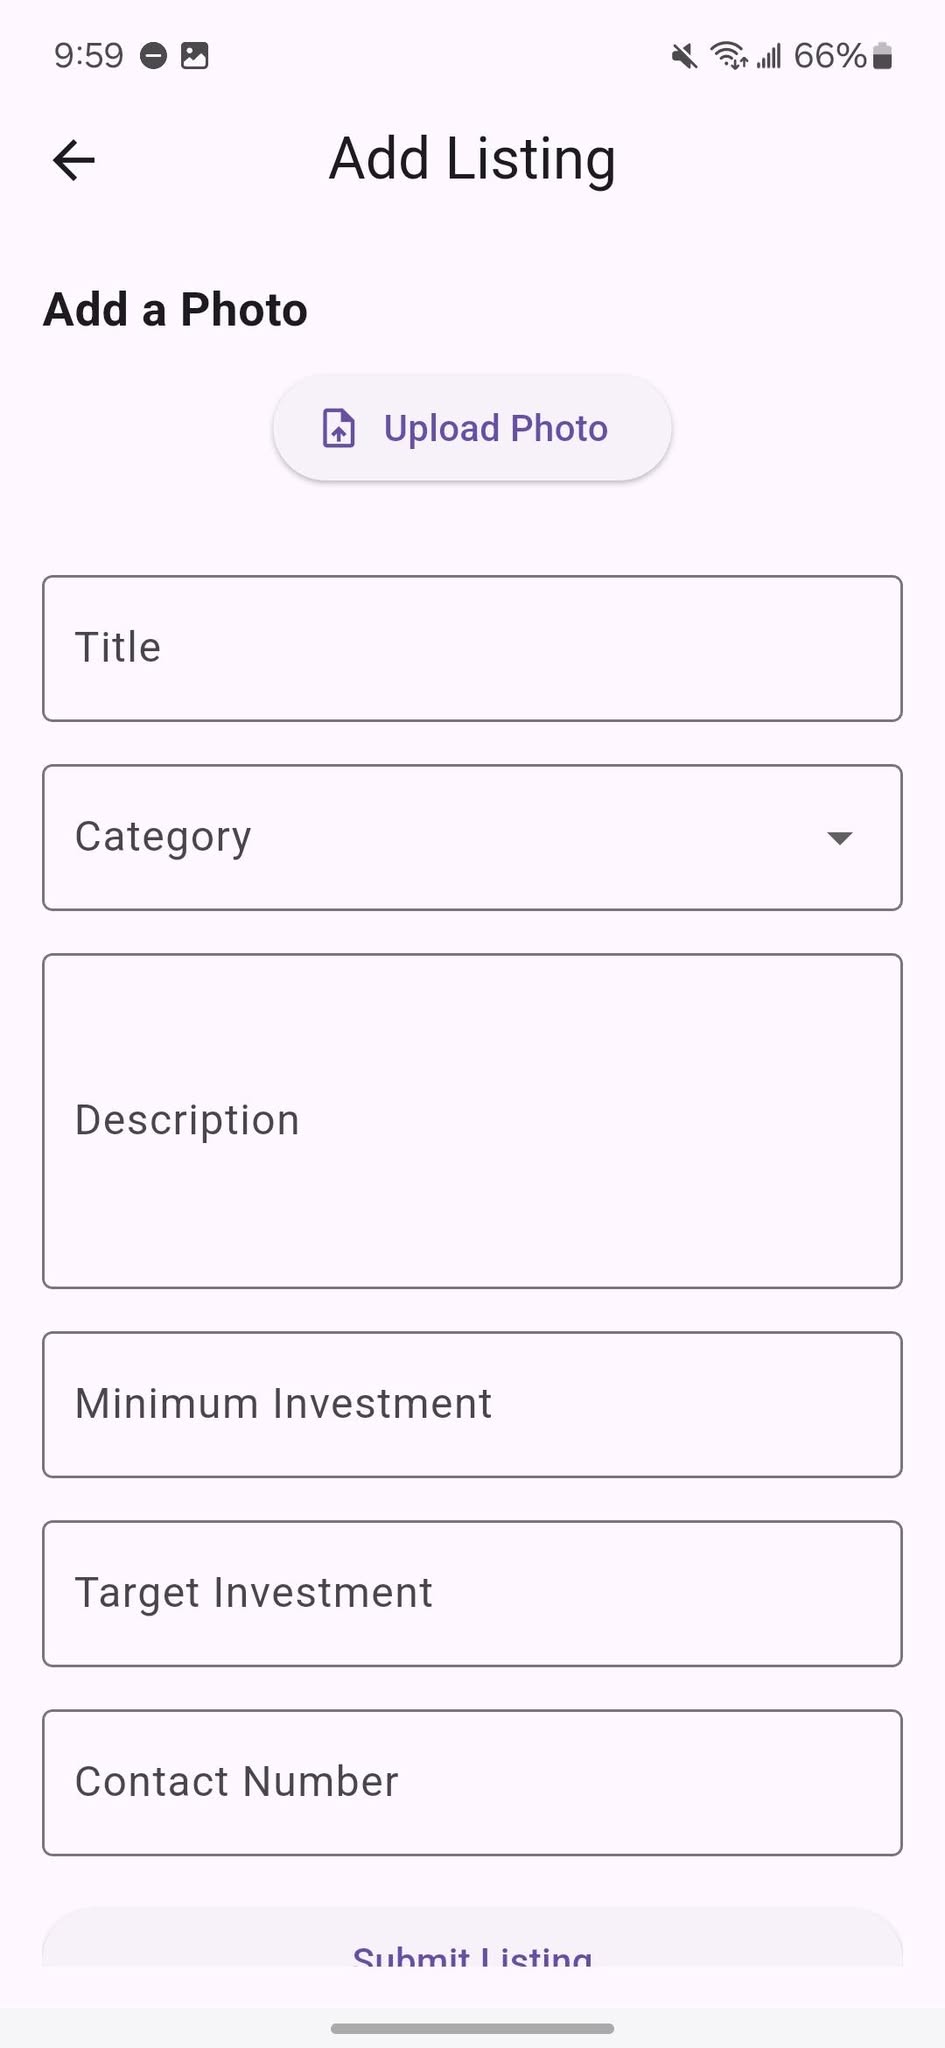 9:59 66%
Add Listing
Add a Photo
Upload Photo
Title
Category
Description
Minimum Investment
Target Investment
Contact Number
Submit Listing